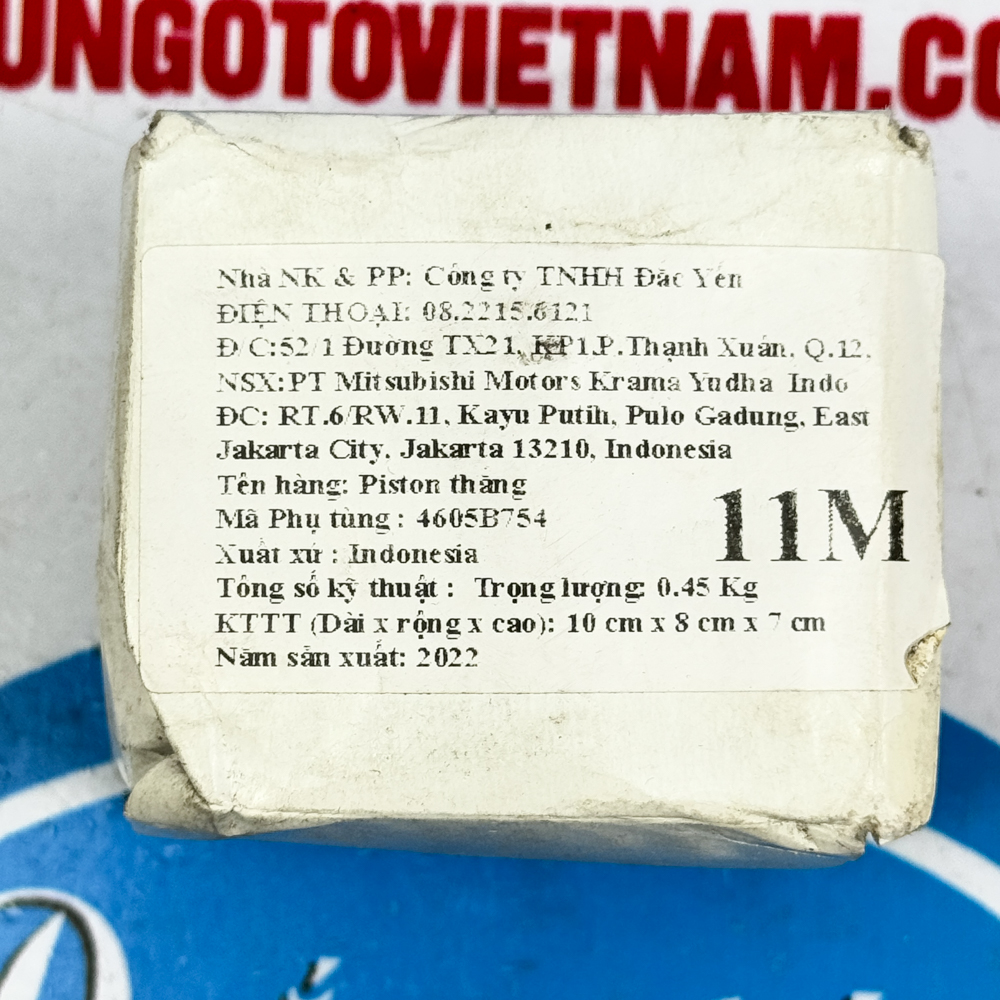 UNGOTOVIETNAM.CO
Nhà NK & PP: Công ty TNHH Đắc Yến
ĐIỆN THOẠI: 08.2215.6121
Đ/C:52/1 Đường TX21, KP1,P.Thạnh Xuân, Q.12,
NSX:PT Mitsubishi Motors Krama Yudha Indo
ĐC: RT.6/RW.11, Kayu Putih, Pulo Gadung, East
Jakarta City, Jakarta 13210, Indonesia
Tên hàng: Piston thắng
Mã Phụ tùng : 4605B754
11M
Xuất xứ : Indonesia
Tông số kỹ thuật : Trọng lượng: 0.45 Kg
KTTT (Dài x rộng x cao): 10 cm x 8 cm x 7 cm
Năm sản xuất: 2022